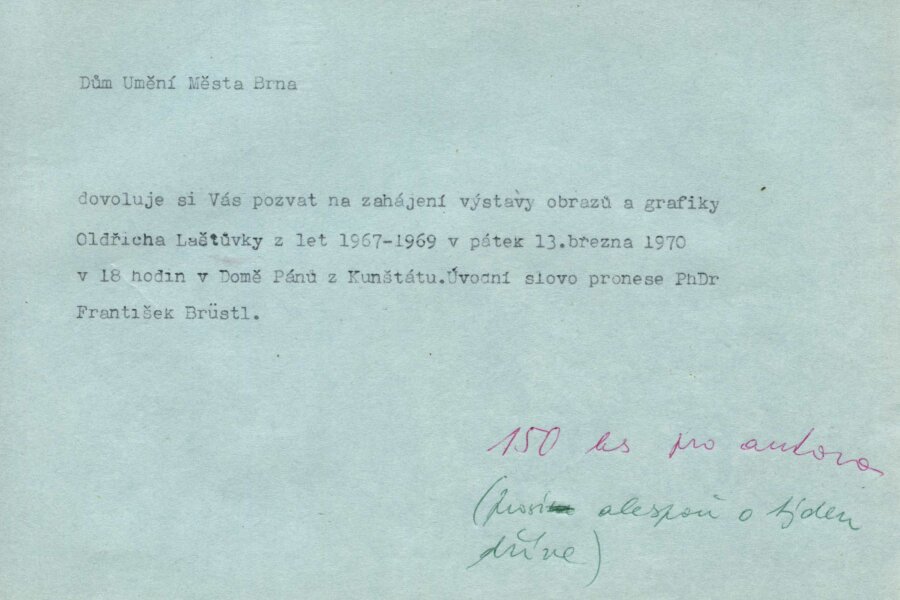 Dům Umění Města Brna
dovoluje si Vás pozvat na zahájení výstavy obrazů a grafiky
Oldřicha Laštůvky z let 1967-1969 v pátek 13.března 1970
v 18 hodin v Domě Pánů z Kunštátu.Úvodní slovo pronese PhDr
František Brüstl.
150 ks pro autora
(prosím alespoň o týden
dříve)